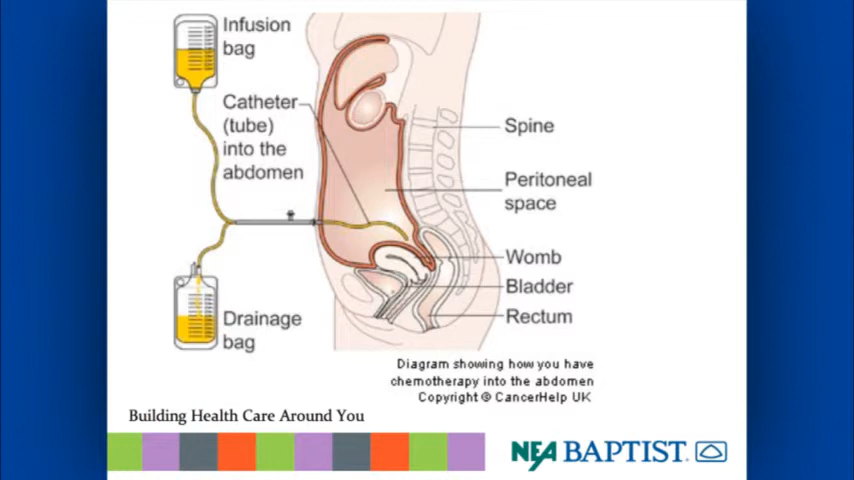 Infusion
bag
Catheter
(tube)
into the
abdomen
Spine
Peritoneal
space
Womb
Bladder
Rectum
Drainage
bag
Diagram showing how you have
chemotherapy into the abdomen
Copyright © CancerHelp UK
Building Health Care Around You
NEA BAPTIST